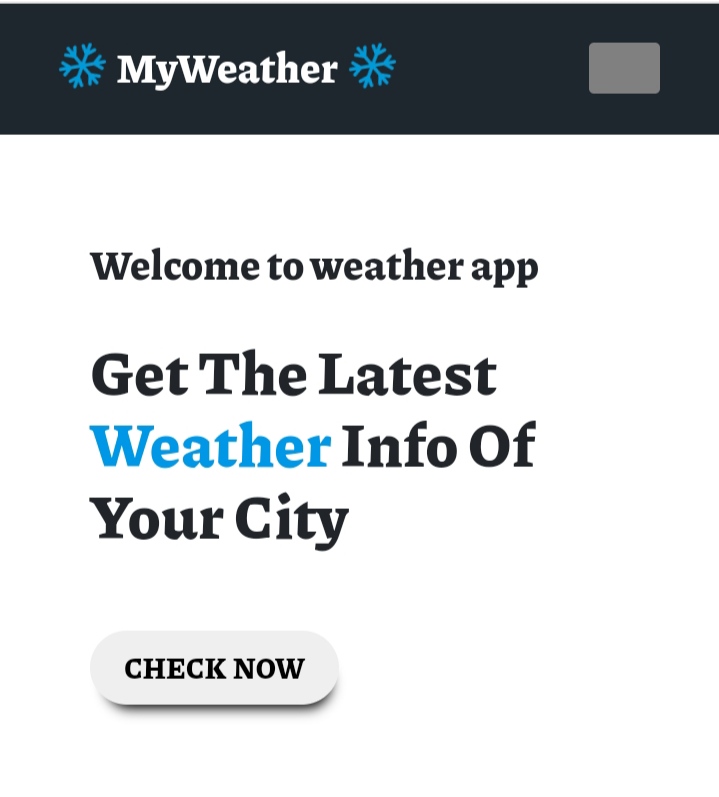 MyWeather
Welcome to weather app
Get The Latest
Weather Info Of
Your City
CHECK NOW